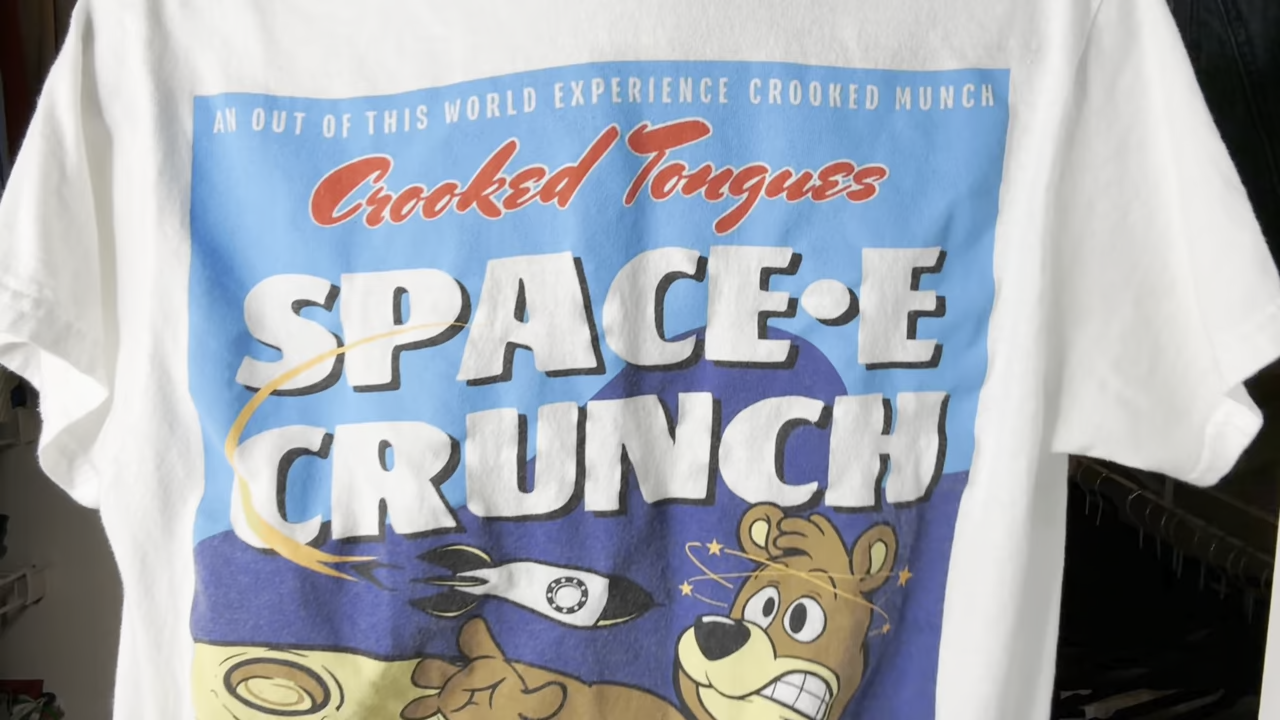 AN OUT OF THIS WORLD EXPERIENCE CROOKED MUNCH
Crooked Tongues
SPACE•E
CRUNCH